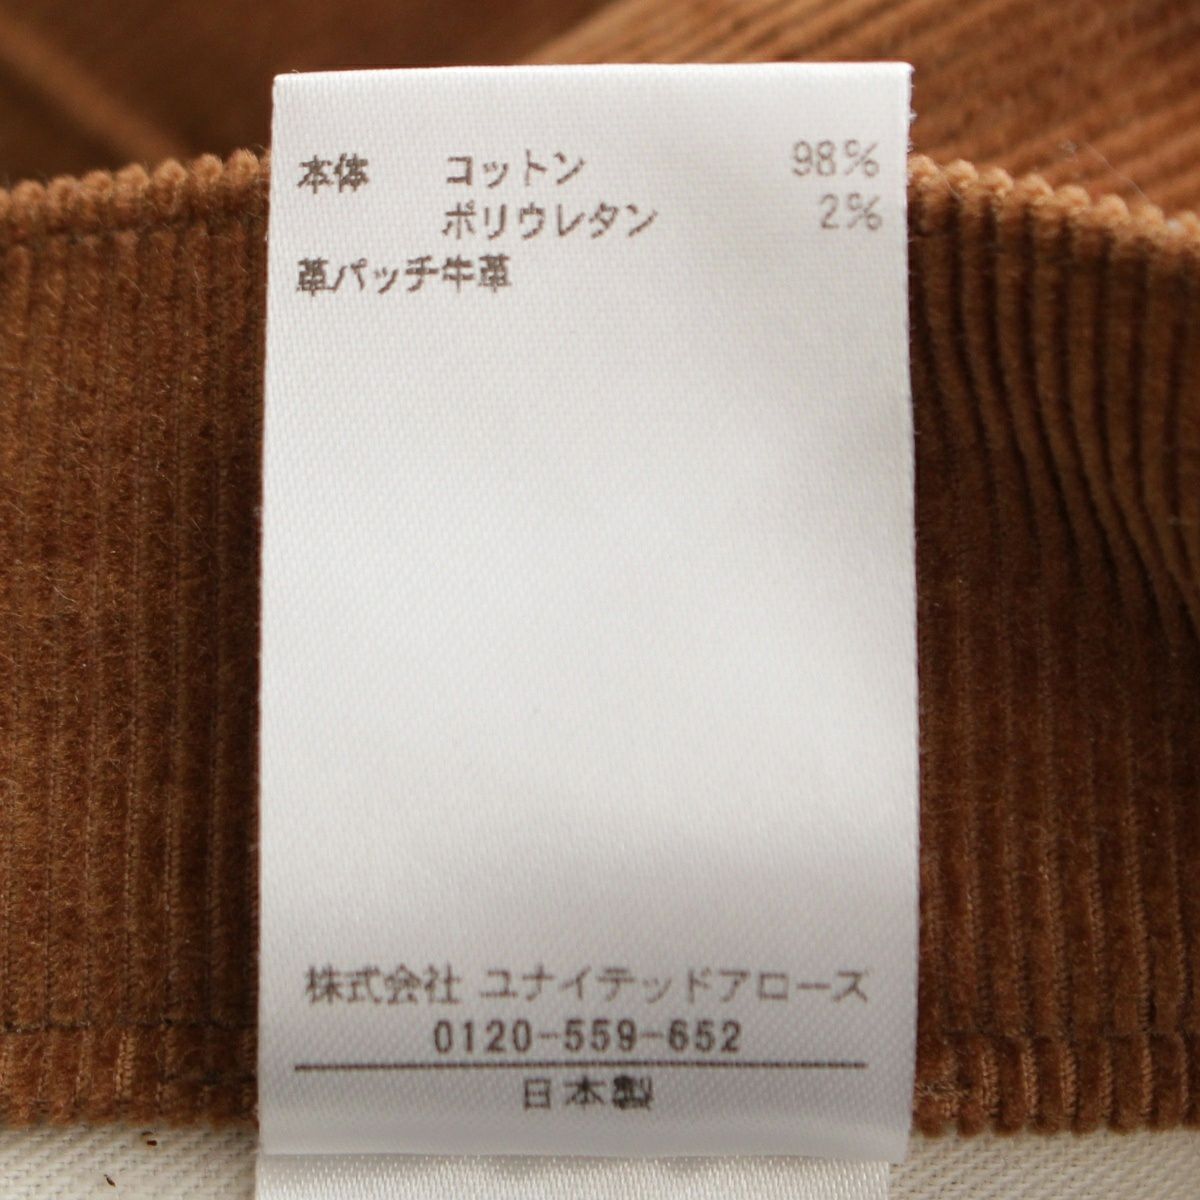 本体 コットン 98%
ポリウレタン 2%
革パッチ牛革
株式会社 ユナイテッドアローズ
0120-559-652
日本製